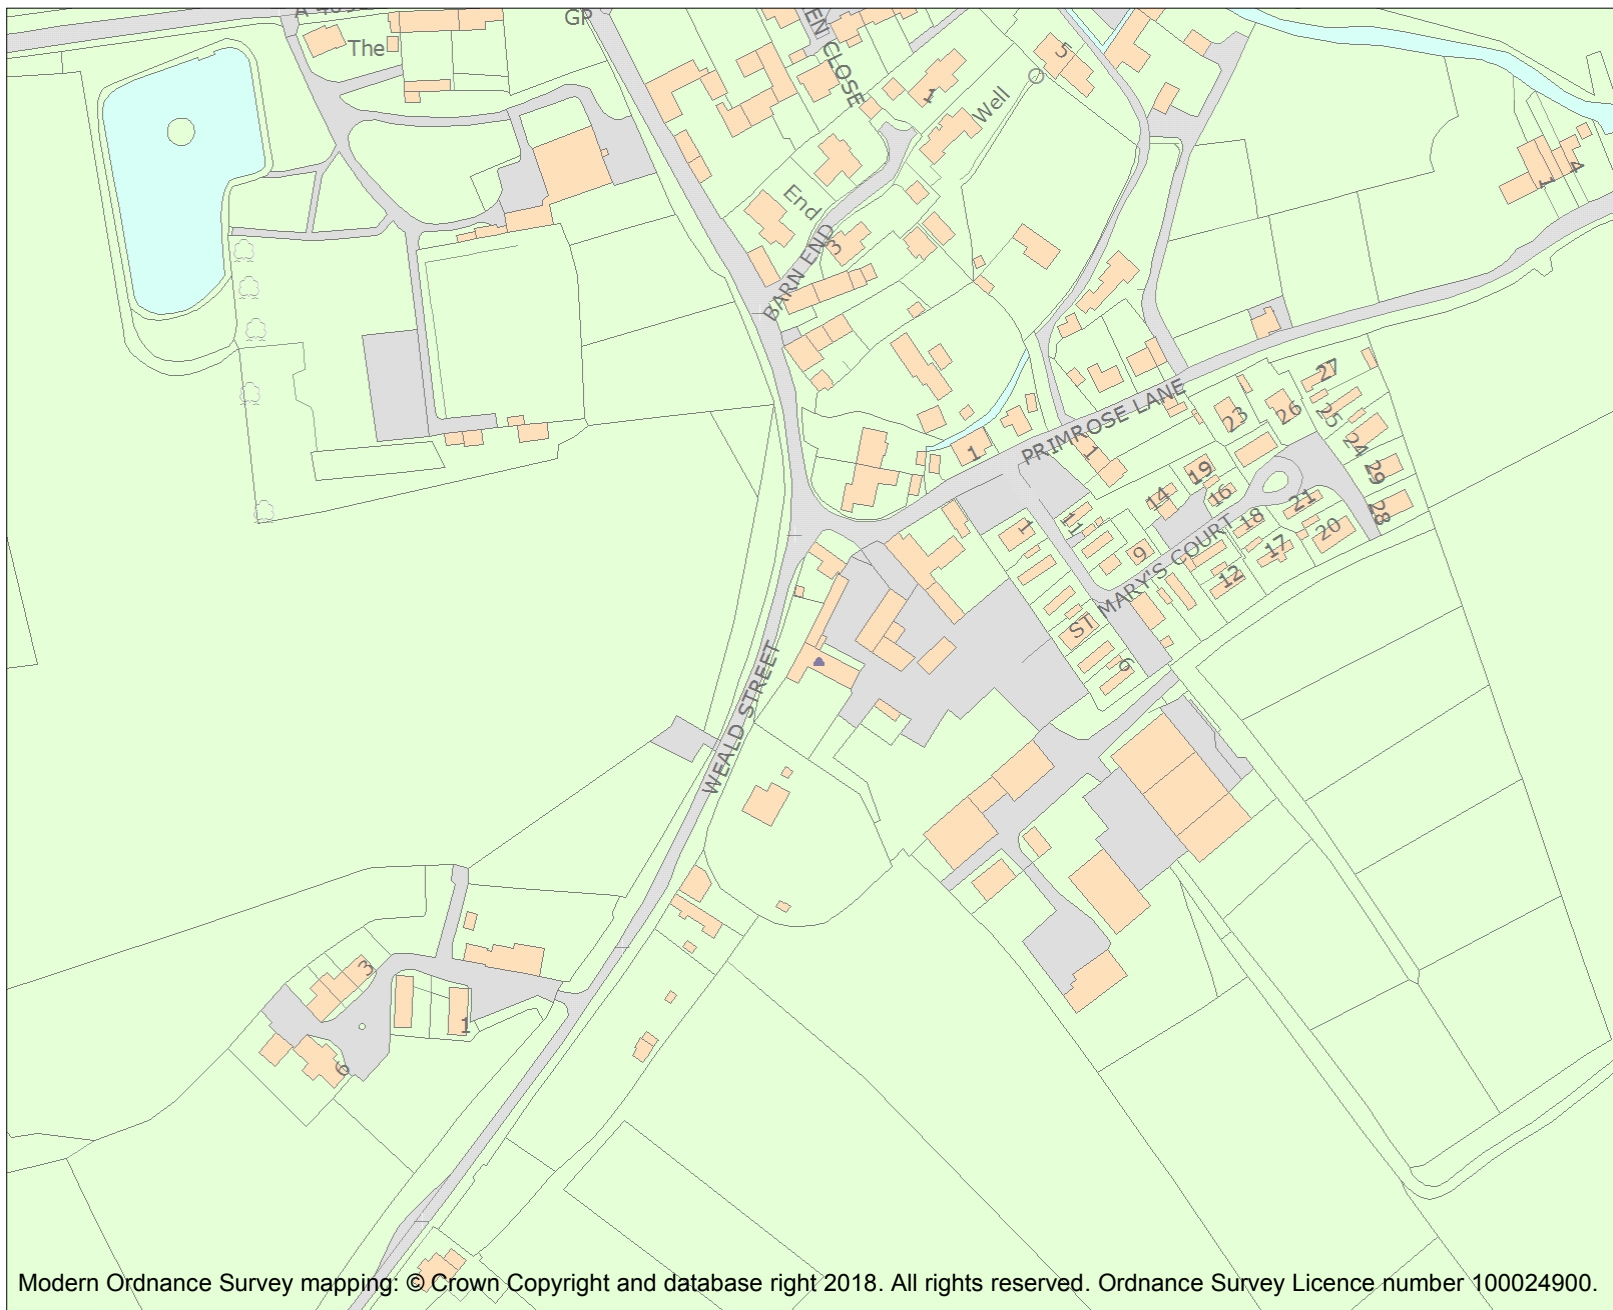 GP
The
EN CLOSE
5
1
Well
End
3
BARN END
1
4
27
PRIMROSE LANE
1
1
23
26
25
24
29
28
19
14
16
21
18
20
11
1
9
17
12
ST MARY'S COURT
6
WEALD STREET
3
1
6
Modern Ordnance Survey mapping: © Crown Copyright and database right 2018. All rights reserved. Ordnance Survey Licence number 100024900.